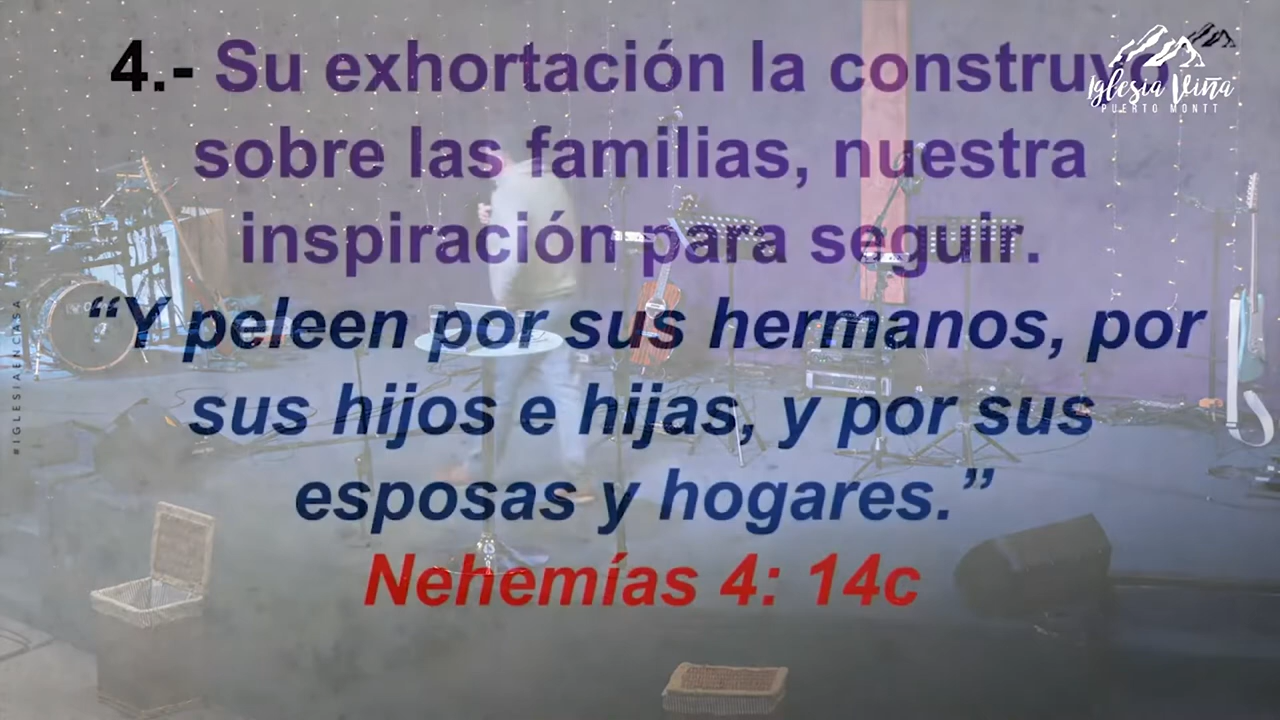 4.- Su exhortación la construyó
sobre las familias, nuestra
inspiración para seguir.
“Y peleen por sus hermanos, por
sus hijos e hijas, y por sus
esposas y hogares.”
Nehemías 4: 14c
Iglesia Viña
PUERTO MONTT
#IGLESIAENCASA